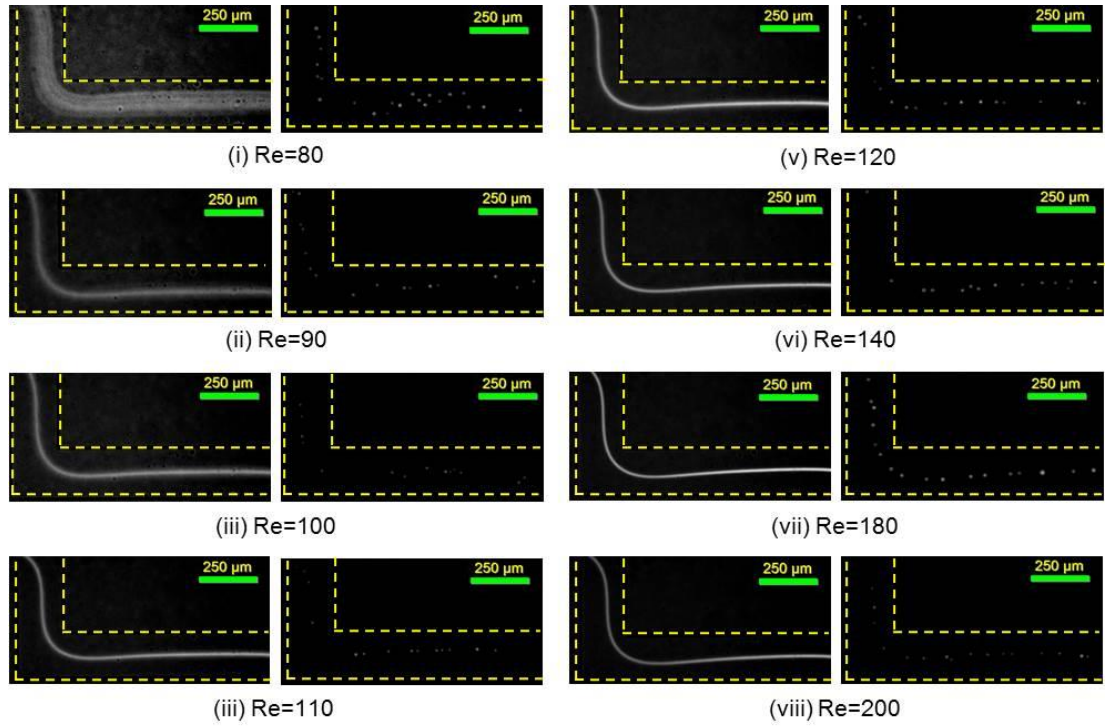 250 µm 250 µm 250 µm 250 µm
(i) Re=80 (v) Re=120
250 µm 250 µm 250 µm 250 µm
(ii) Re=90 (vi) Re=140
250 µm 250 µm 250 µm 250 µm
(iii) Re=100 (vii) Re=180
250 µm 250 µm 250 µm 250 µm
(iii) Re=110 (viii) Re=200